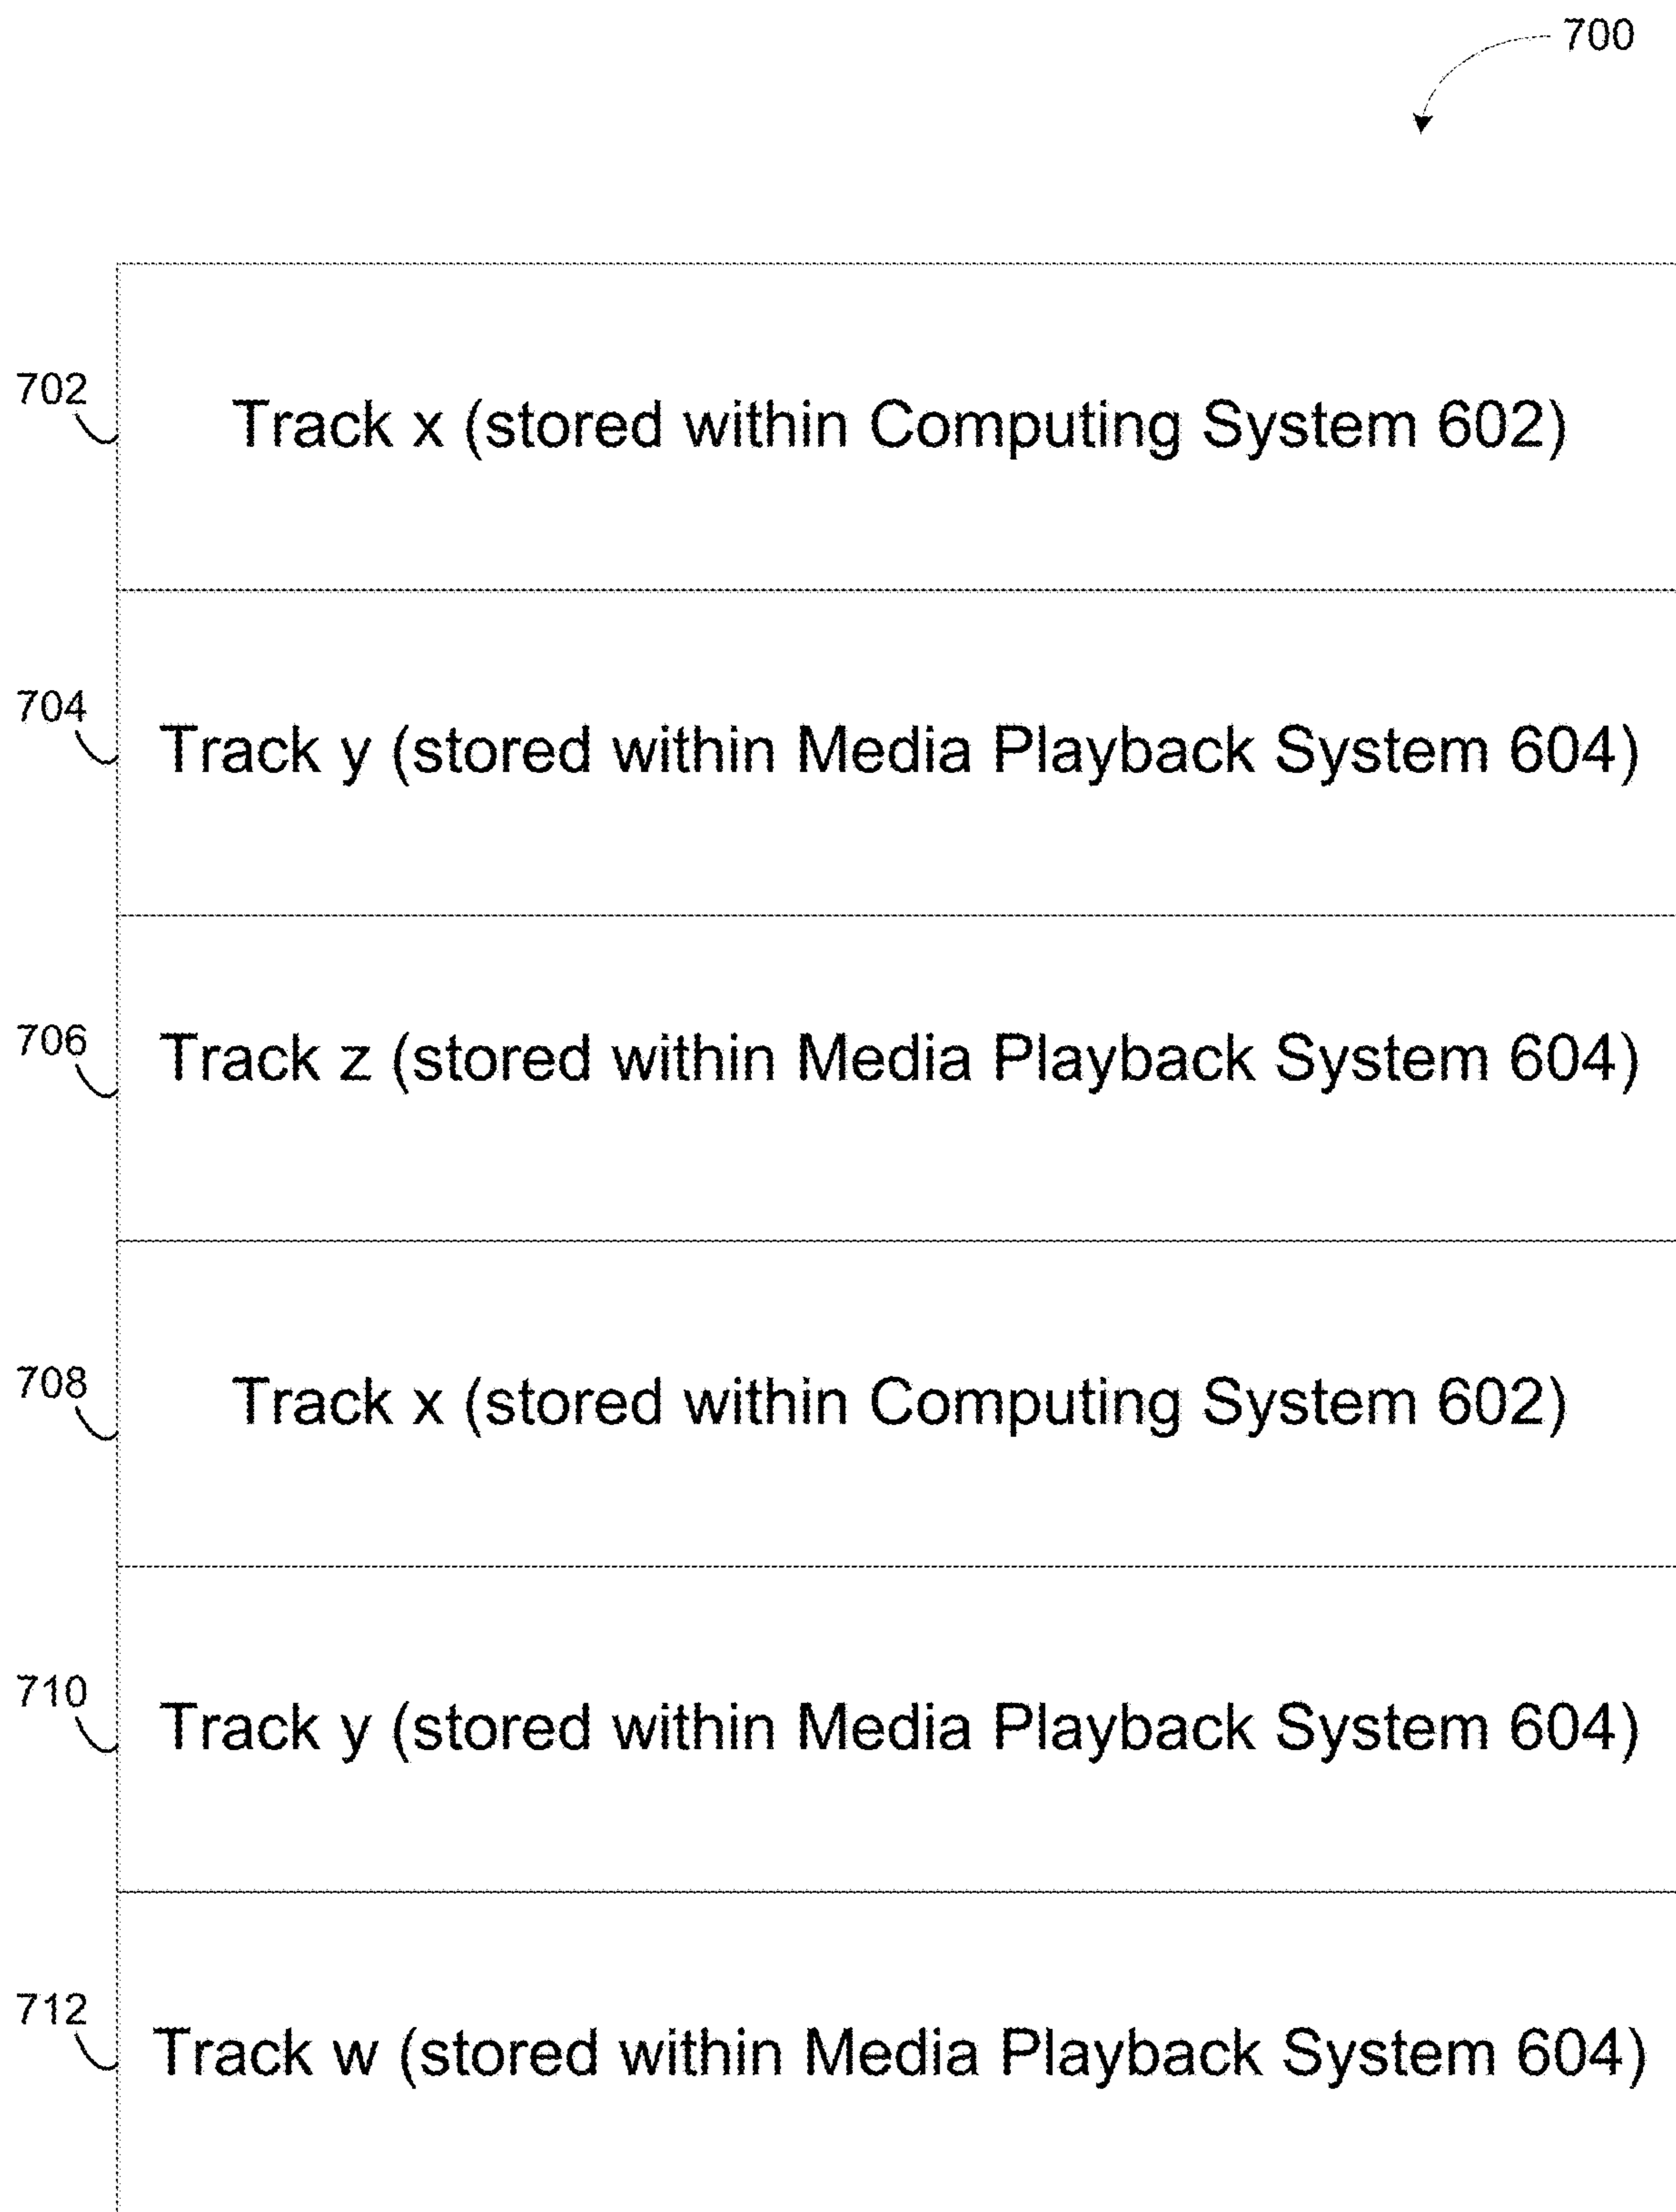 700
702
Track x (stored within Computing System 602)
704
Track y (stored within Media Playback System 604)
706
Track z (stored within Media Playback System 604)
708
Track x (stored within Computing System 602)
710
Track y (stored within Media Playback System 604)
712
Track w (stored within Media Playback System 604)